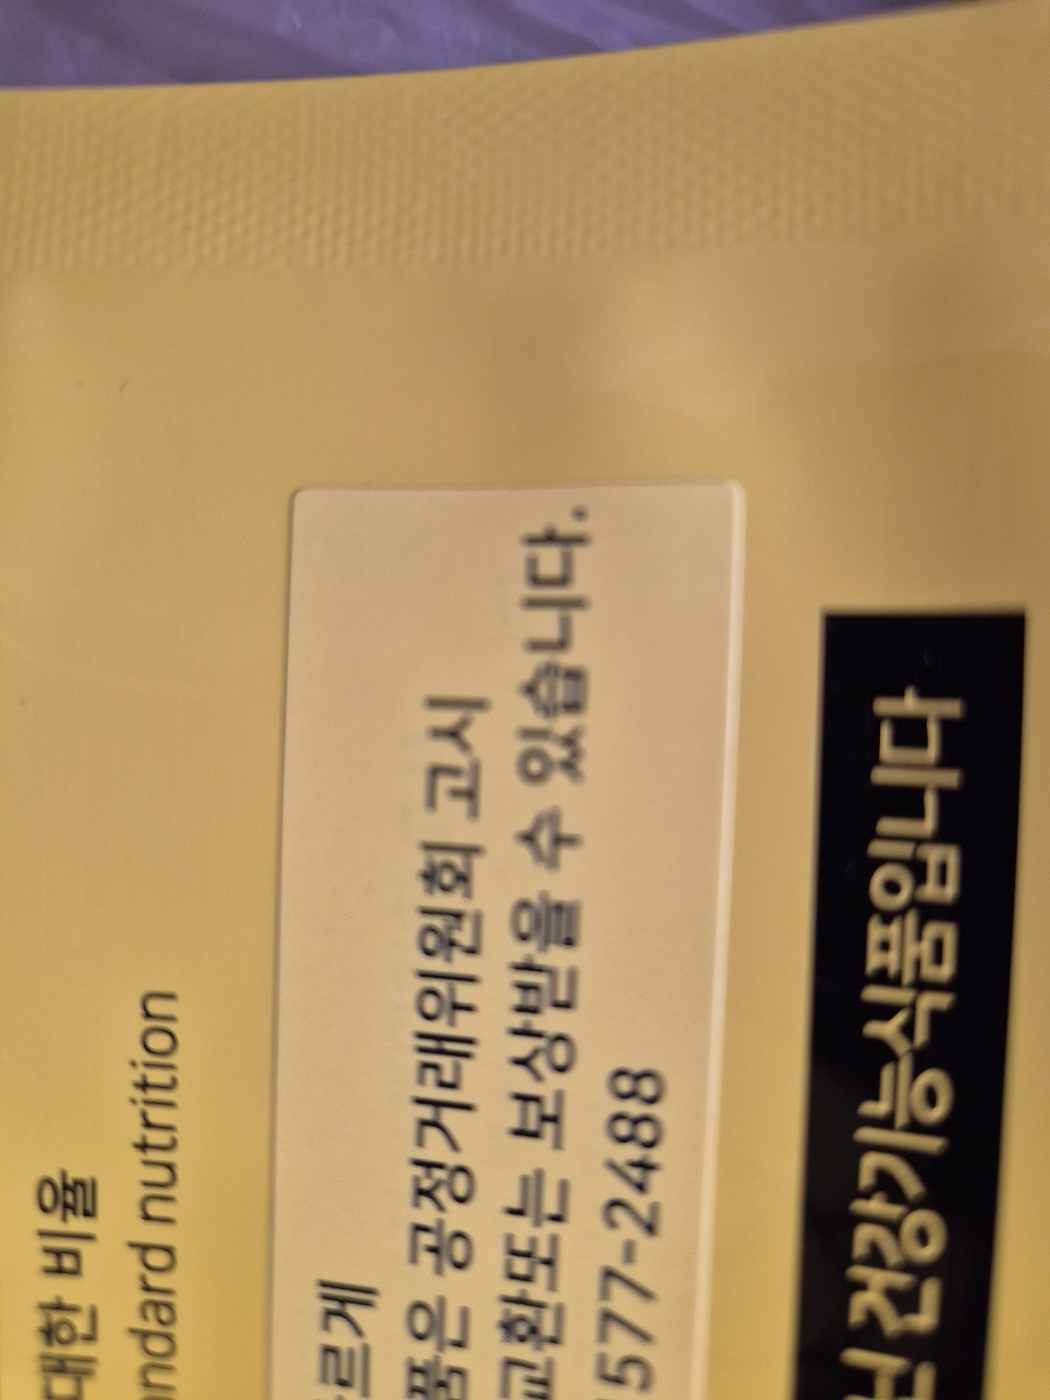 대한 비율
andard nutrition
르게
품은 공정거래위원회 고시
교환또는 보상받을 수 있습니다.
1577-2488
건강기능식품입니다